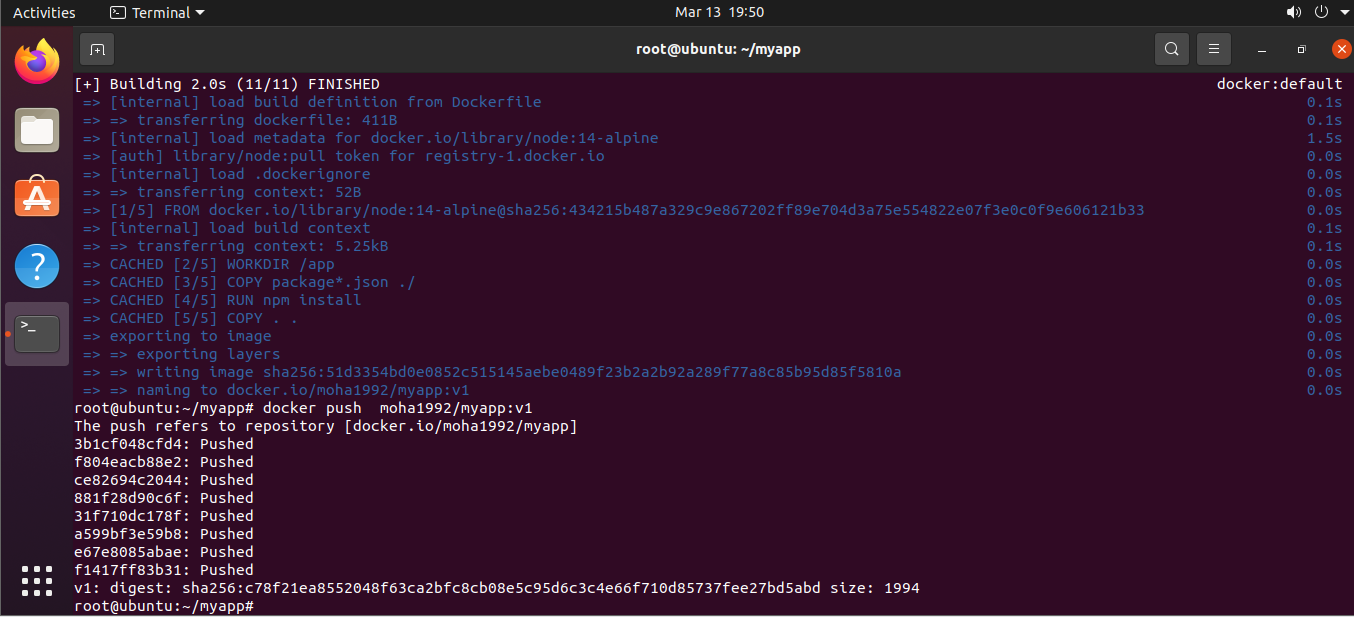 Activities
Terminal
Mar 13 19:50
root@ubuntu: ~/myapp
[+] Building 2.0s (11/11) FINISHED docker:default
=> [internal] load build definition from Dockerfile 0.1s
=> => transferring dockerfile: 411B 0.1s
=> [internal] load metadata for docker.io/library/node:14-alpine 1.5s
=> [auth] library/node:pull token for registry-1.docker.io 0.0s
=> [internal] load .dockerignore 0.0s
=> => transferring context: 52B 0.0s
=> [1/5] FROM docker.io/library/node:14-alpine@sha256:434215b487a329c9e867202ff89e704d3a75e554822e07f3e0c0f9e606121b33 0.0s
=> [internal] load build context 0.1s
=> => transferring context: 5.25kB 0.1s
=> CACHED [2/5] WORKDIR /app 0.0s
=> CACHED [3/5] COPY package*.json ./ 0.0s
=> CACHED [4/5] RUN npm install 0.0s
=> CACHED [5/5] COPY . . 0.0s
=> exporting to image 0.0s
=> => exporting layers 0.0s
=> => writing image sha256:51d3354bd0e0852c515145aebe0489f23b2a2b92a289f77a8c85b95d85f5810a 0.0s
=> => naming to docker.io/moha1992/myapp:v1 0.0s
root@ubuntu:~/myapp# docker push  moha1992/myapp:v1
The push refers to repository [docker.io/moha1992/myapp]
3b1cf048cfd4: Pushed
f804eacb88e2: Pushed
ce82694c2044: Pushed
881f28d90c6f: Pushed
31f710dc178f: Pushed
a599bf3e59b8: Pushed
e67e8085abae: Pushed
f1417ff83b31: Pushed
v1: digest: sha256:c78f21ea8552048f63ca2bfc8cb08e5c95d6c3c4e66f710d85737fee27bd5abd size: 1994
root@ubuntu:~/myapp#